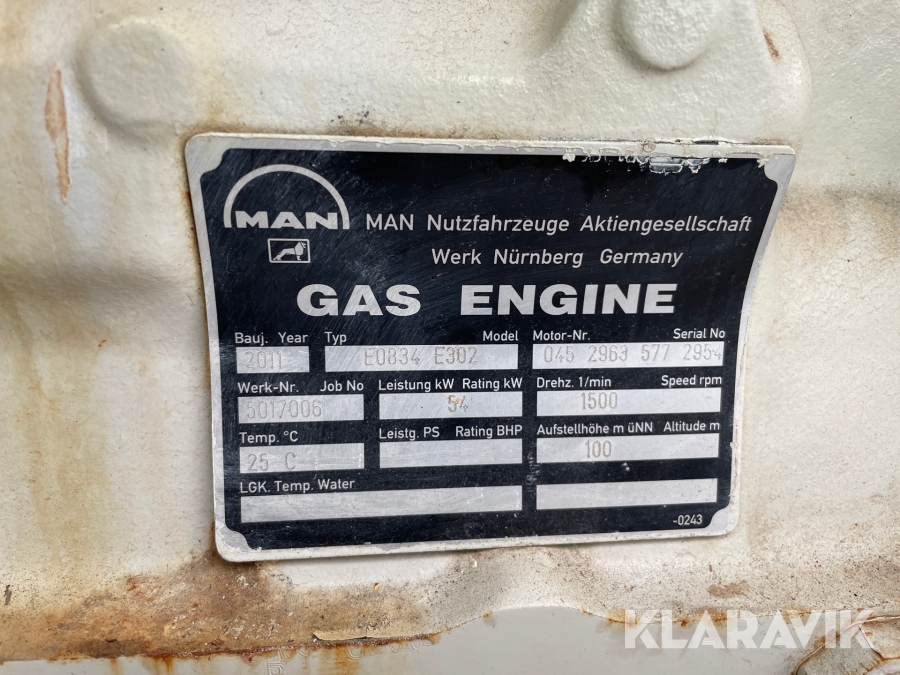 MAN
MAN Nutzfahrzeuge Aktiengesellschaft
Werk Nürnberg Germany
GAS ENGINE
Bauj. Year Typ Model Motor-Nr. Serial No
2011 E0834 E302 045 2963 577 2954
Werk-Nr. Job No Leistung kW Rating kW Drehz. 1/min Speed rpm
5017006 54 1500
Temp. °C Leistg. PS Rating BHP Aufstellhöhe m üNN Altitude m
25 C 100
LGK. Temp. Water
-0243
KLARAVIK